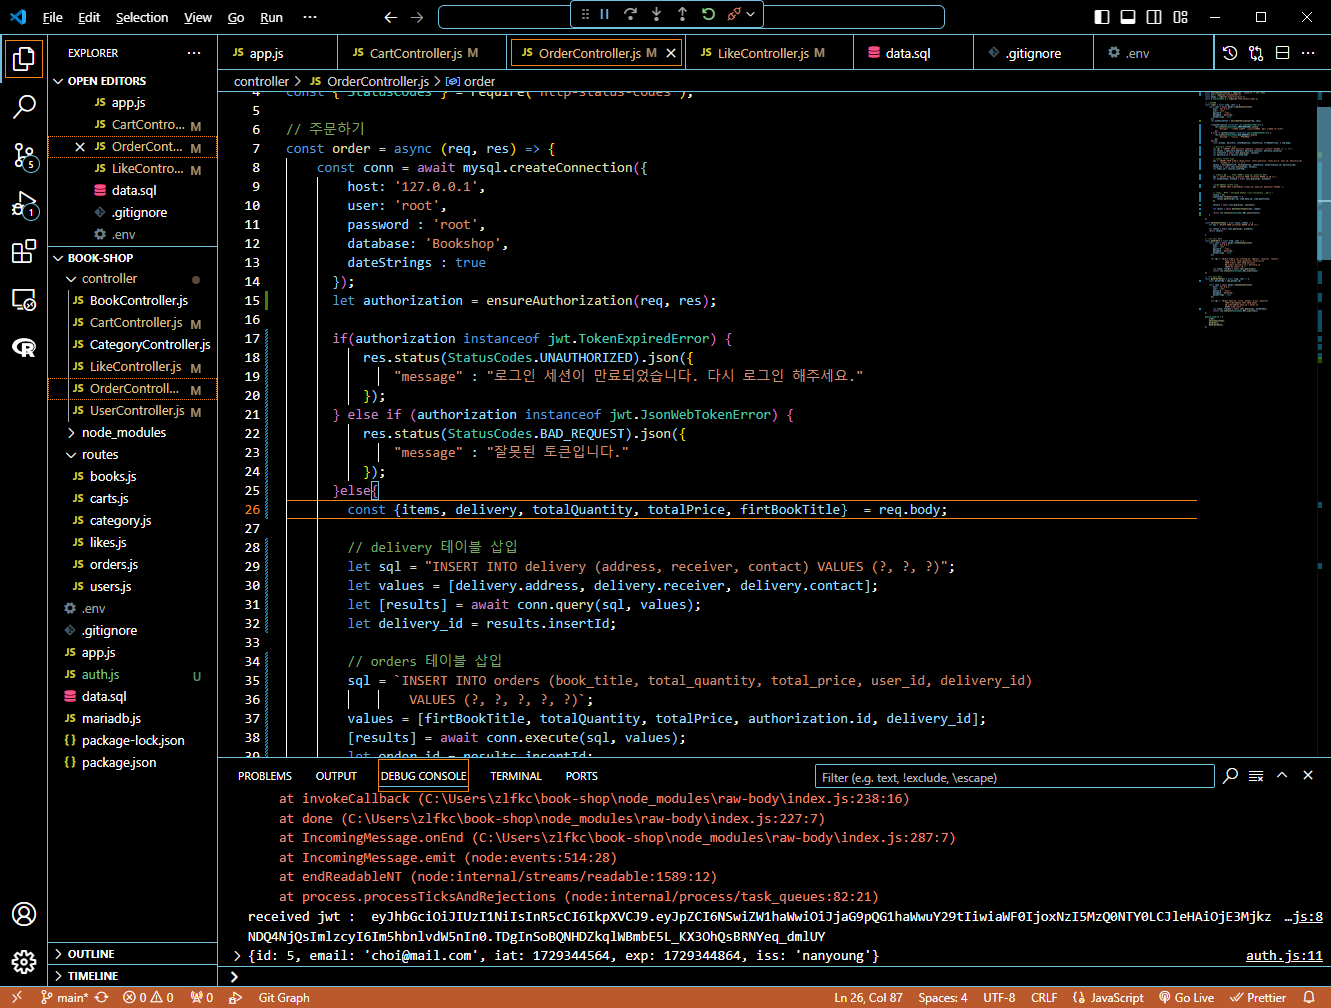 File Edit Selection View Go Run ···
EXPLORER ···
OPEN EDITORS
JS app.js
JS CartContro... M
JS OrderCont... M
JS LikeContro... M
data.sql
.gitignore
.env
BOOK-SHOP
controller
JS BookController.js
JS CartController.js M
JS CategoryController.js
JS LikeController.js M
JS OrderControll... M
JS UserController.js M
node_modules
routes
JS books.js
JS carts.js
JS category.js
JS likes.js
JS orders.js
JS users.js
.env
.gitignore
JS app.js
JS auth.js U
data.sql
JS mariadb.js
{} package-lock.json
{} package.json
OUTLINE
TIMELINE
5
1
JS app.js JS CartController.js M JS OrderController.js M JS LikeController.js M data.sql .gitignore .env
controller > JS OrderController.js > order
4 const { StatusCodes } = require('http-status-codes');
5
6 // 주문하기
7 const order = async (req, res) => {
8 const conn = await mysql.createConnection({
9 host: '127.0.0.1',
10 user: 'root',
11 password : 'root',
12 database: 'Bookshop',
13 dateStrings : true
14 });
15 let authorization = ensureAuthorization(req, res);
16
17 if(authorization instanceof jwt.TokenExpiredError) {
18 res.status(StatusCodes.UNAUTHORIZED).json({
19 "message" : "로그인 세션이 만료되었습니다. 다시 로그인 해주세요."
20 });
21 } else if (authorization instanceof jwt.JsonWebTokenError) {
22 res.status(StatusCodes.BAD_REQUEST).json({
23 "message" : "잘못된 토큰입니다."
24 });
25 }else{
26 const {items, delivery, totalQuantity, totalPrice, firtBookTitle}  = req.body;
27
28 // delivery 테이블 삽입
29 let sql = "INSERT INTO delivery (address, receiver, contact) VALUES (?, ?, ?)";
30 let values = [delivery.address, delivery.receiver, delivery.contact];
31 let [results] = await conn.query(sql, values);
32 let delivery_id = results.insertId;
33
34 // orders 테이블 삽입
35 sql = `INSERT INTO orders (book_title, total_quantity, total_price, user_id, delivery_id)
36 VALUES (?, ?, ?, ?, ?)`;
37 values = [firtBookTitle, totalQuantity, totalPrice, authorization.id, delivery_id];
38 [results] = await conn.execute(sql, values);
39 let order_id = results.insertId;
PROBLEMS OUTPUT DEBUG CONSOLE TERMINAL PORTS Filter (e.g. text, !exclude, \escape)
at invokeCallback (C:\Users\zlfkc\book-shop\node_modules\raw-body\index.js:238:16)
at done (C:\Users\zlfkc\book-shop\node_modules\raw-body\index.js:227:7)
at IncomingMessage.onEnd (C:\Users\zlfkc\book-shop\node_modules\raw-body\index.js:287:7)
at IncomingMessage.emit (node:events:514:28)
at endReadableNT (node:internal/streams/readable:1589:12)
at process.processTicksAndRejections (node:internal/process/task_queues:82:21)
received jwt :  eyJhbGciOiJIUzI1NiIsInR5cCI6IkpXVCJ9.eyJpZCI6NSwiZW1haWwiOiJjaG9pQG1haWwuY29tIiwiaWF0IjoxNzI5MzQ0NTY0LCJleHAiOjE3Mjkz …js:8
NDQ4NjQsImlzcyI6Im5hbnlvdW5nIn0.TDgInSoBQNHDZkqlWBmbE5L_KX3OhQsBRNYeq_dmlUY
> {id: 5, email: 'choi@mail.com', iat: 1729344564, exp: 1729344864, iss: 'nanyoung'} auth.js:11
main* 0 0 0 Git Graph Ln 26, Col 87 Spaces: 4 UTF-8 CRLF {} JavaScript Go Live Prettier